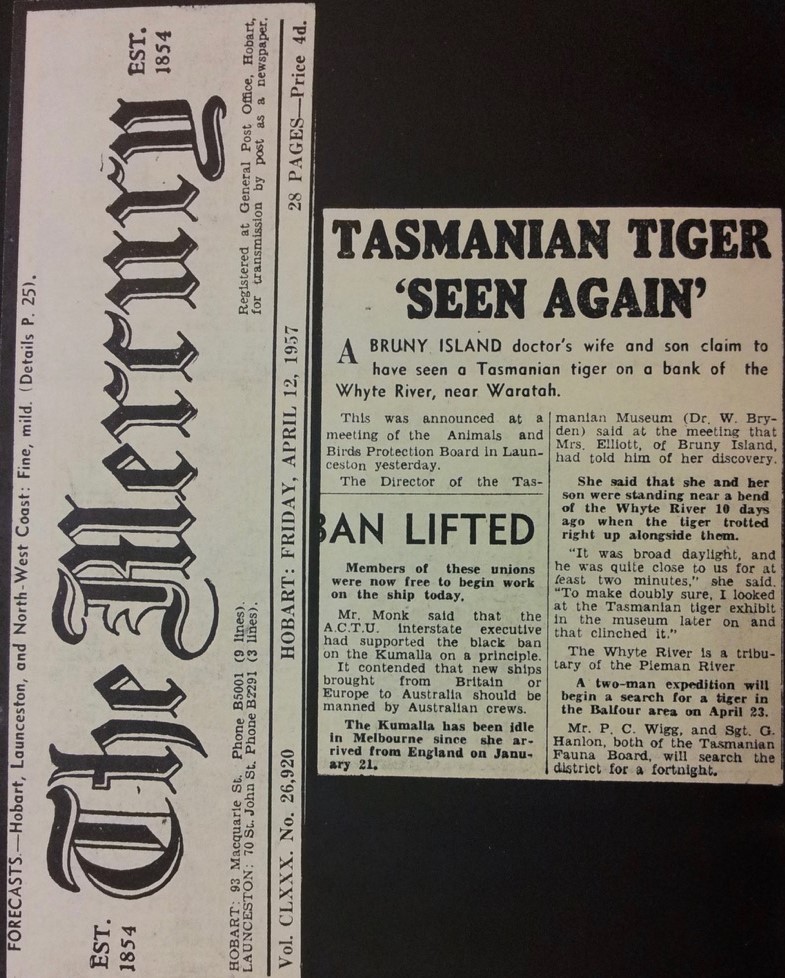 FORECASTS.—Hobart, Launceston, and North-West Coast: Fine, mild. (Details P. 25).
EST.
1854
The Mercury
EST.
1854
HOBART: 93 Macquarie St. Phone B5001 (9 lines).
LAUNCESTON: 70 St. John St. Phone B2291 (3 lines).
Registered at General Post Office, Hobart,
for transmission by post as a newspaper.
Vol. CLXXX. No. 26,920 HOBART: FRIDAY, APRIL 12, 1957 28 PAGES—Price 4d.
TASMANIAN TIGER
‘SEEN AGAIN’
A BRUNY ISLAND doctor's wife and son claim to
have seen a Tasmanian tiger on a bank of the
Whyte River, near Waratah.
This was announced at a
meeting of the Animals and
Birds Protection Board in Laun-
ceston yesterday.
The Director of the Tas-
manian Museum (Dr. W. Bry-
den) said at the meeting that
Mrs. Elliott, of Bruny Island,
had told him of her discovery.
She said that she and her
son were standing near a bend
of the Whyte River 10 days
ago when the tiger trotted
right up alongside them.
"It was broad daylight, and
he was quite close to us for at
least two minutes," she said.
"To make doubly sure, I looked
at the Tasmanian tiger exhibit
in the museum later on and
that clinched it."
The Whyte River is a tribu-
tary of the Pieman River
A two-man expedition will
begin a search for a tiger in
the Balfour area on April 23.
Mr. P. C. Wigg, and Sgt. G.
Hanlon, both of the Tasmanian
Fauna Board, will search the
district for a fortnight.
BAN LIFTED
Members of these unions
were now free to begin work
on the ship today.
Mr. Monk said that the
A.C.T.U. interstate executive
had supported the black ban
on the Kumalla on a principle.
It contended that new ships
brought from Britain or
Europe to Australia should be
manned by Australian crews.
The Kumalla has been idle
in Melbourne since she ar-
rived from England on Janu-
ary 21.